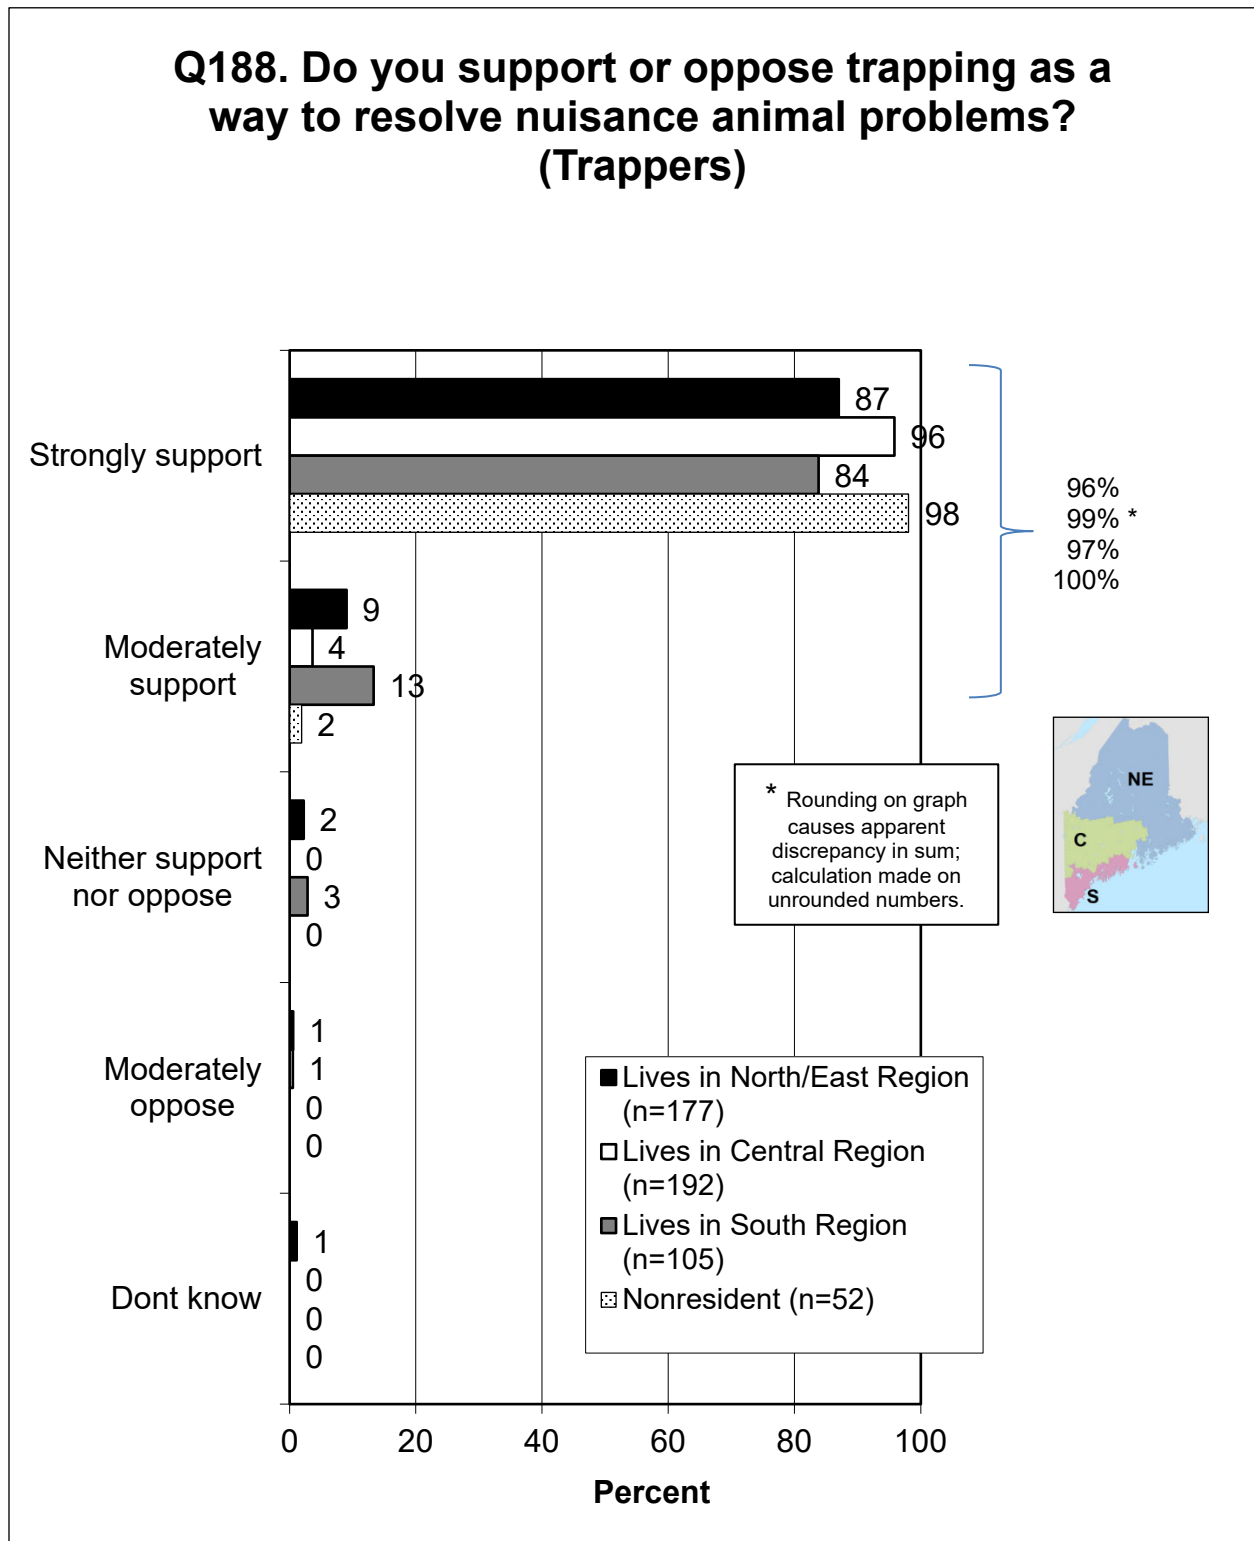 Q188. Do you support or oppose trapping as a
way to resolve nuisance animal problems?
(Trappers)
Strongly support
87
96
84
98
96%
99% *
97%
100%
Moderately
support
9
4
13
2
Neither support
nor oppose
2
0
3
0
* Rounding on graph
causes apparent
discrepancy in sum;
calculation made on
unrounded numbers.
NE
C
S
Moderately
oppose
1
1
0
0
Dont know
1
0
0
0
Lives in North/East Region
(n=177)
Lives in Central Region
(n=192)
Lives in South Region
(n=105)
Nonresident (n=52)
0 20 40 60 80 100
Percent